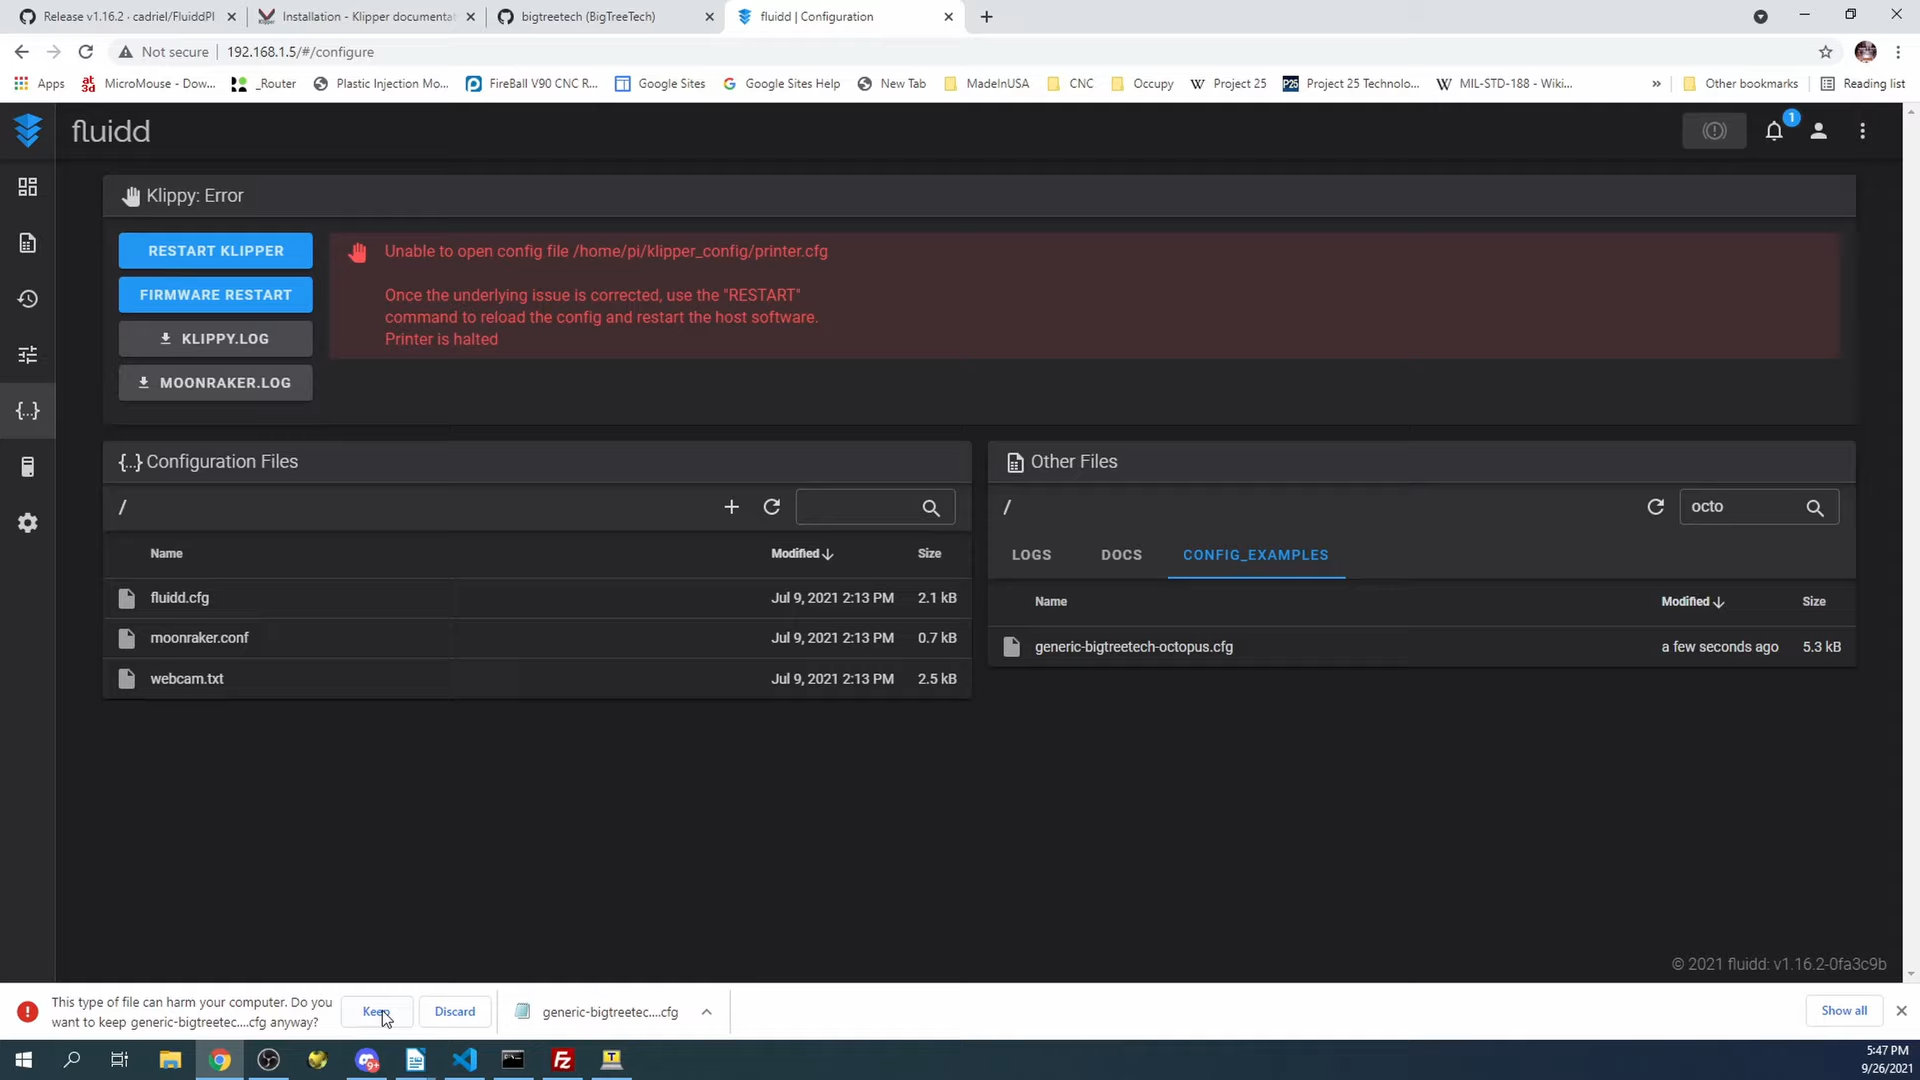 Release v1.16.2 · cadriel/FluiddPI
Installation - Klipper documentat
bigtreetech (BigTreeTech)
fluidd | Configuration
Not secure
192.168.1.5/#/configure
Apps
MicroMouse - Dow...
_Router
Plastic Injection Mo...
FireBall V90 CNC R...
Google Sites
Google Sites Help
New Tab
MadeInUSA
CNC
Occupy
Project 25
Project 25 Technolo...
MIL-STD-188 - Wiki...
»
Other bookmarks
Reading list
fluidd
1
Klippy: Error
RESTART KLIPPER
FIRMWARE RESTART
KLIPPY.LOG
MOONRAKER.LOG
Unable to open config file /home/pi/klipper_config/printer.cfg
Once the underlying issue is corrected, use the "RESTART"
command to reload the config and restart the host software.
Printer is halted
{...} Configuration Files
/
Name
Modified
Size
fluidd.cfg
Jul 9, 2021 2:13 PM
2.1 kB
moonraker.conf
Jul 9, 2021 2:13 PM
0.7 kB
webcam.txt
Jul 9, 2021 2:13 PM
2.5 kB
Other Files
/
octo
LOGS
DOCS
CONFIG_EXAMPLES
Name
Modified
Size
generic-bigtreetech-octopus.cfg
a few seconds ago
5.3 kB
© 2021 fluidd: v1.16.2-0fa3c9b
This type of file can harm your computer. Do you
want to keep generic-bigtreetec....cfg anyway?
Keep
Discard
generic-bigtreetec....cfg
Show all
5:47 PM
9/26/2021